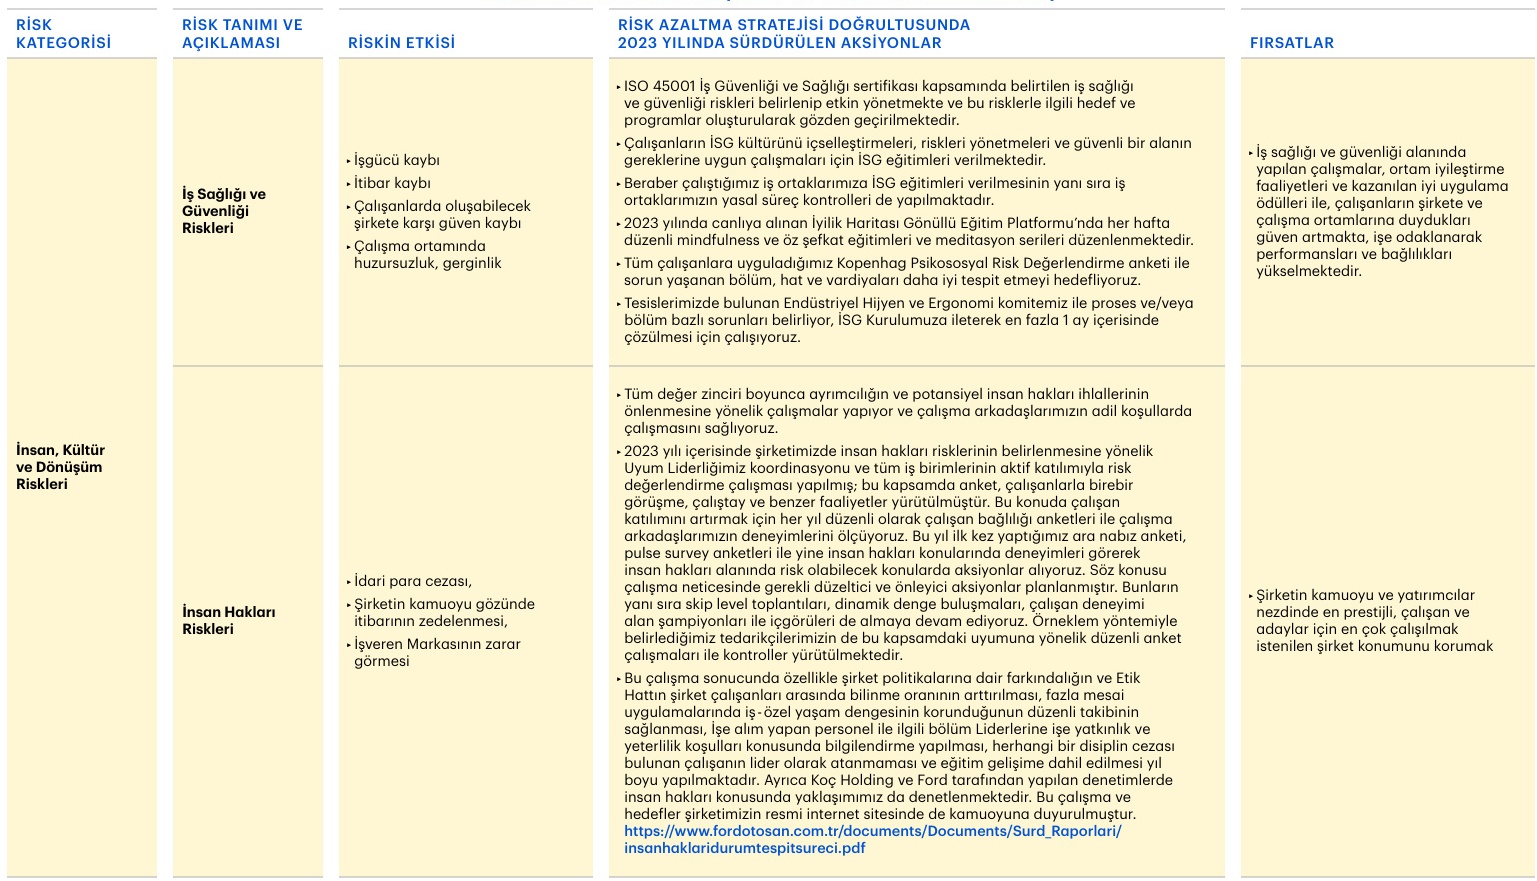 RİSK
KATEGORİSİ
RİSK TANIMI VE
AÇIKLAMASI
RİSKİN ETKİSİ
RİSK AZALTMA STRATEJİSİ DOĞRULTUSUNDA
2023 YILINDA SÜRDÜRÜLEN AKSİYONLAR
FIRSATLAR
İnsan, Kültür
ve Dönüşüm
Riskleri
İş Sağlığı ve
Güvenliği
Riskleri
‣ İşgücü kaybı
‣ İtibar kaybı
‣ Çalışanlarda oluşabilecek
şirkete karşı güven kaybı
‣ Çalışma ortamında
huzursuzluk, gerginlik
‣ ISO 45001 İş Güvenliği ve Sağlığı sertifikası kapsamında belirtilen iş sağlığı
ve güvenliği riskleri belirlenip etkin yönetmekte ve bu risklerle ilgili hedef ve
programlar oluşturularak gözden geçirilmektedir.
‣ Çalışanların İSG kültürünü içselleştirmeleri, riskleri yönetmeleri ve güvenli bir alanın
gereklerine uygun çalışmaları için İSG eğitimleri verilmektedir.
‣ Beraber çalıştığımız iş ortaklarımıza İSG eğitimleri verilmesinin yanı sıra iş
ortaklarımızın yasal süreç kontrolleri de yapılmaktadır.
‣ 2023 yılında canlıya alınan İyilik Haritası Gönüllü Eğitim Platformu’nda her hafta
düzenli mindfulness ve öz şefkat eğitimleri ve meditasyon serileri düzenlenmektedir.
‣ Tüm çalışanlara uyguladığımız Kopenhag Psikososyal Risk Değerlendirme anketi ile
sorun yaşanan bölüm, hat ve vardiyaları daha iyi tespit etmeyi hedefliyoruz.
‣ Tesislerimizde bulunan Endüstriyel Hijyen ve Ergonomi komitemiz ile proses ve/veya
bölüm bazlı sorunları belirliyor, İSG Kurulumuza ileterek en fazla 1 ay içerisinde
çözülmesi için çalışıyoruz.
‣ İş sağlığı ve güvenliği alanında
yapılan çalışmalar, ortam iyileştirme
faaliyetleri ve kazanılan iyi uygulama
ödülleri ile, çalışanların şirkete ve
çalışma ortamlarına duydukları
güven artmakta, işe odaklanarak
performansları ve bağlılıkları
yükselmektedir.
İnsan Hakları
Riskleri
‣ İdari para cezası,
‣ Şirketin kamuoyu gözünde
itibarının zedelenmesi,
‣ İşveren Markasının zarar
görmesi
‣ Tüm değer zinciri boyunca ayrımcılığın ve potansiyel insan hakları ihlallerinin
önlenmesine yönelik çalışmalar yapıyor ve çalışma arkadaşlarımızın adil koşullarda
çalışmasını sağlıyoruz.
‣ 2023 yılı içerisinde şirketimizde insan hakları risklerinin belirlenmesine yönelik
Uyum Liderliğimiz koordinasyonu ve tüm iş birimlerinin aktif katılımıyla risk
değerlendirme çalışması yapılmış; bu kapsamda anket, çalışanlarla birebir
görüşme, çalıştay ve benzer faaliyetler yürütülmüştür. Bu konuda çalışan
katılımını artırmak için her yıl düzenli olarak çalışan bağlılığı anketleri ile çalışma
arkadaşlarımızın deneyimlerini ölçüyoruz. Bu yıl ilk kez yaptığımız ara nabız anketi,
pulse survey anketleri ile yine insan hakları konularında deneyimleri görerek
insan hakları alanında risk olabilecek konularda aksiyonlar alıyoruz. Söz konusu
çalışma neticesinde gerekli düzeltici ve önleyici aksiyonlar planlanmıştır. Bunların
yanı sıra skip level toplantıları, dinamik denge buluşmaları, çalışan deneyimi
alan şampiyonları ile içgörüleri de almaya devam ediyoruz. Örneklem yöntemiyle
belirlediğimiz tedarikçilerimizin de bu kapsamdaki uyumuna yönelik düzenli anket
çalışmaları ile kontroller yürütülmektedir.
‣ Bu çalışma sonucunda özellikle şirket politikalarına dair farkındalığın ve Etik
Hattın şirket çalışanları arasında bilinme oranının arttırılması, fazla mesai
uygulamalarında iş-özel yaşam dengesinin korunduğunun düzenli takibinin
sağlanması, İşe alım yapan personel ile ilgili bölüm Liderlerine işe yatkınlık ve
yeterlilik koşulları konusunda bilgilendirme yapılması, herhangi bir disiplin cezası
bulunan çalışanın lider olarak atanmaması ve eğitim gelişime dahil edilmesi yıl
boyu yapılmaktadır. Ayrıca Koç Holding ve Ford tarafından yapılan denetimlerde
insan hakları konusunda yaklaşımımız da denetlenmektedir. Bu çalışma ve
hedefler şirketimizin resmi internet sitesinde de kamuoyuna duyurulmuştur.
https://www.fordotosan.com.tr/documents/Documents/Surd_Raporlari/
insanhaklaridurumtespitsureci.pdf
‣ Şirketin kamuoyu ve yatırımcılar
nezdinde en prestijli, çalışan ve
adaylar için en çok çalışılmak
istenilen şirket konumunu korumak